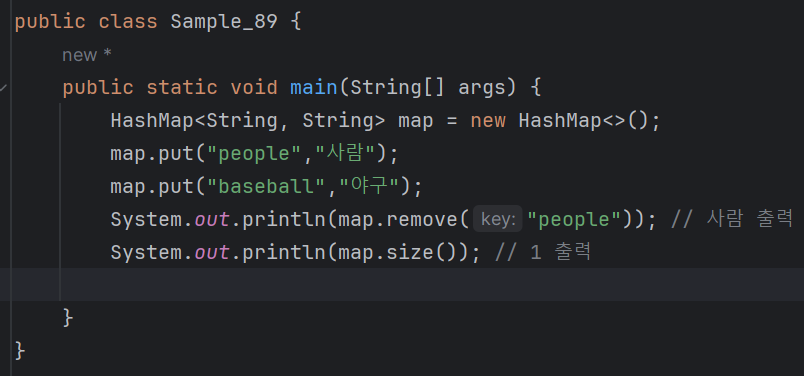 public class Sample_89 {
new *
public static void main(String[] args) {
HashMap<String, String> map = new HashMap<>();
map.put("people","사람");
map.put("baseball","야구");
System.out.println(map.remove( key: "people")); // 사람 출력
System.out.println(map.size()); // 1 출력
}
}